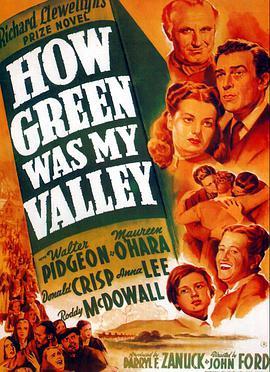 Richard Llewellyn's
PRIZE NOVEL
HOW
GREEN
WAS MY
VALLEY
with
Walter PIDGEON
Maureen O'HARA
Donald CRISP Anna LEE
Roddy McDOWALL
Produced by DARRYL F. ZANUCK
Directed by JOHN FORD